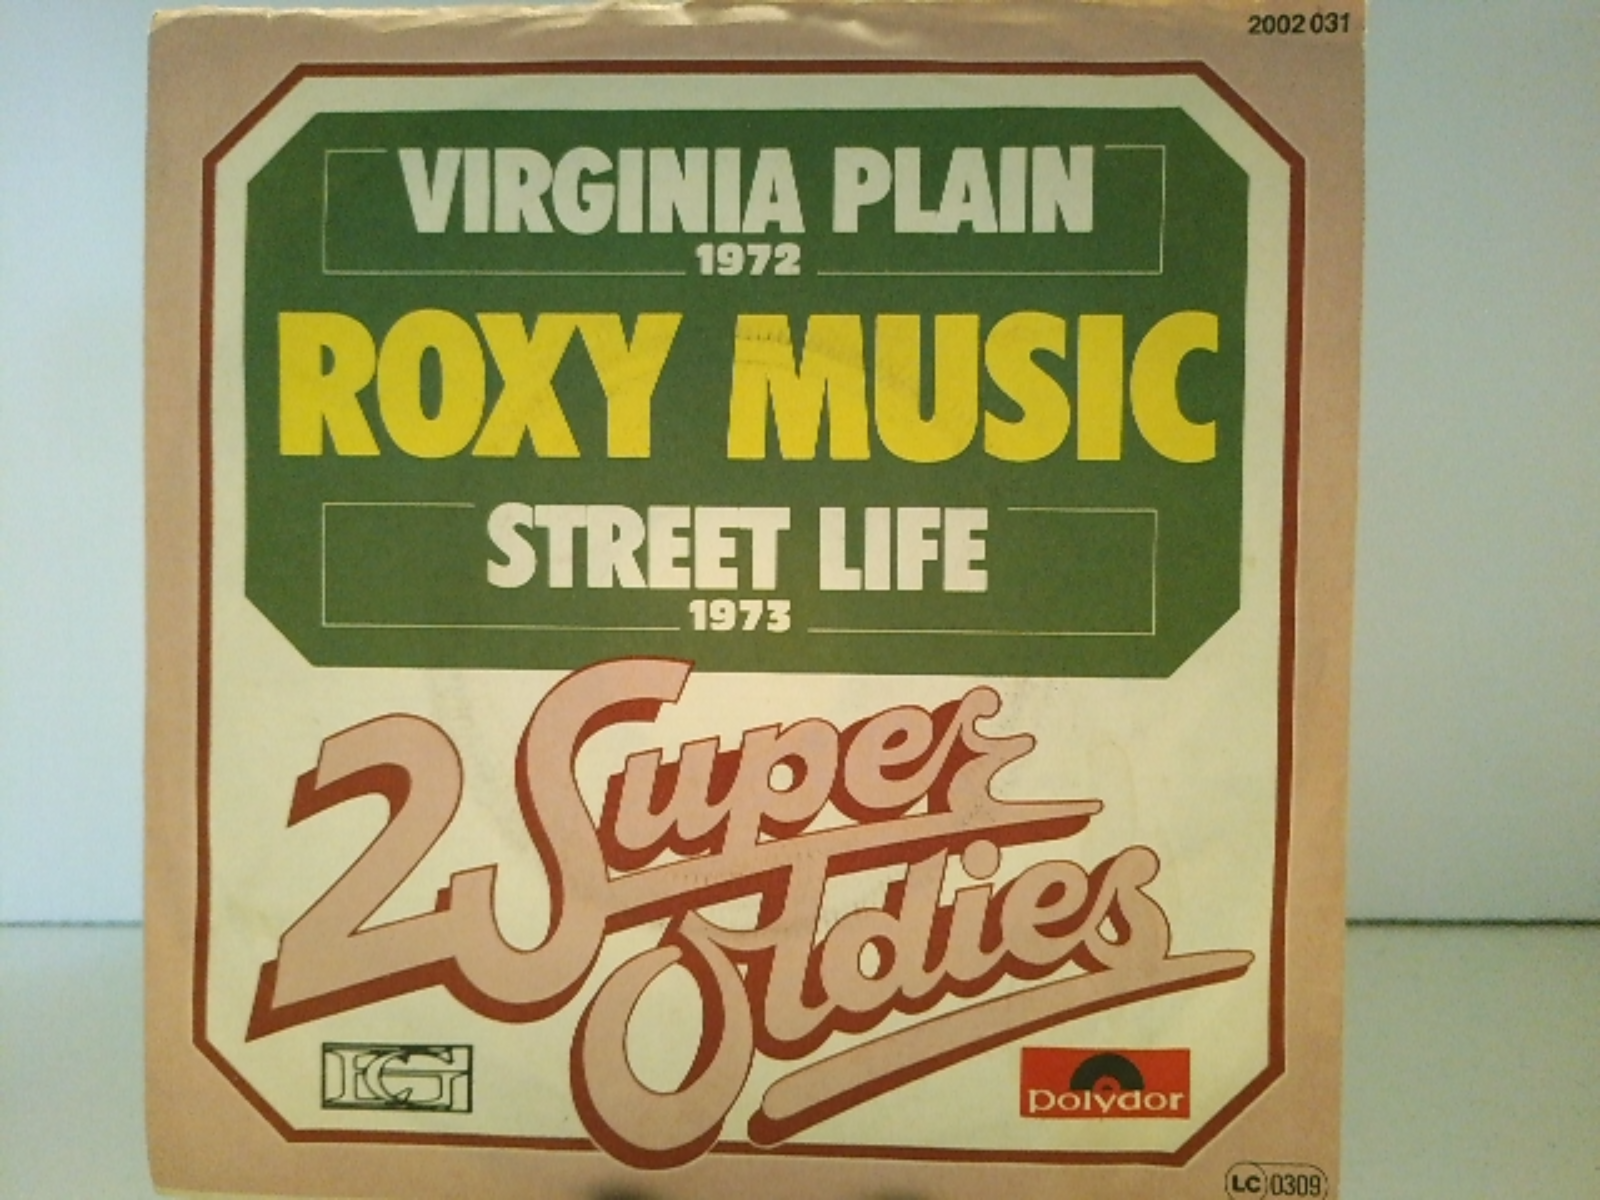 2002 031
VIRGINIA PLAIN
1972
ROXY MUSIC
STREET LIFE
1973
2 Super
Oldies
EG
polydor
LC 0309